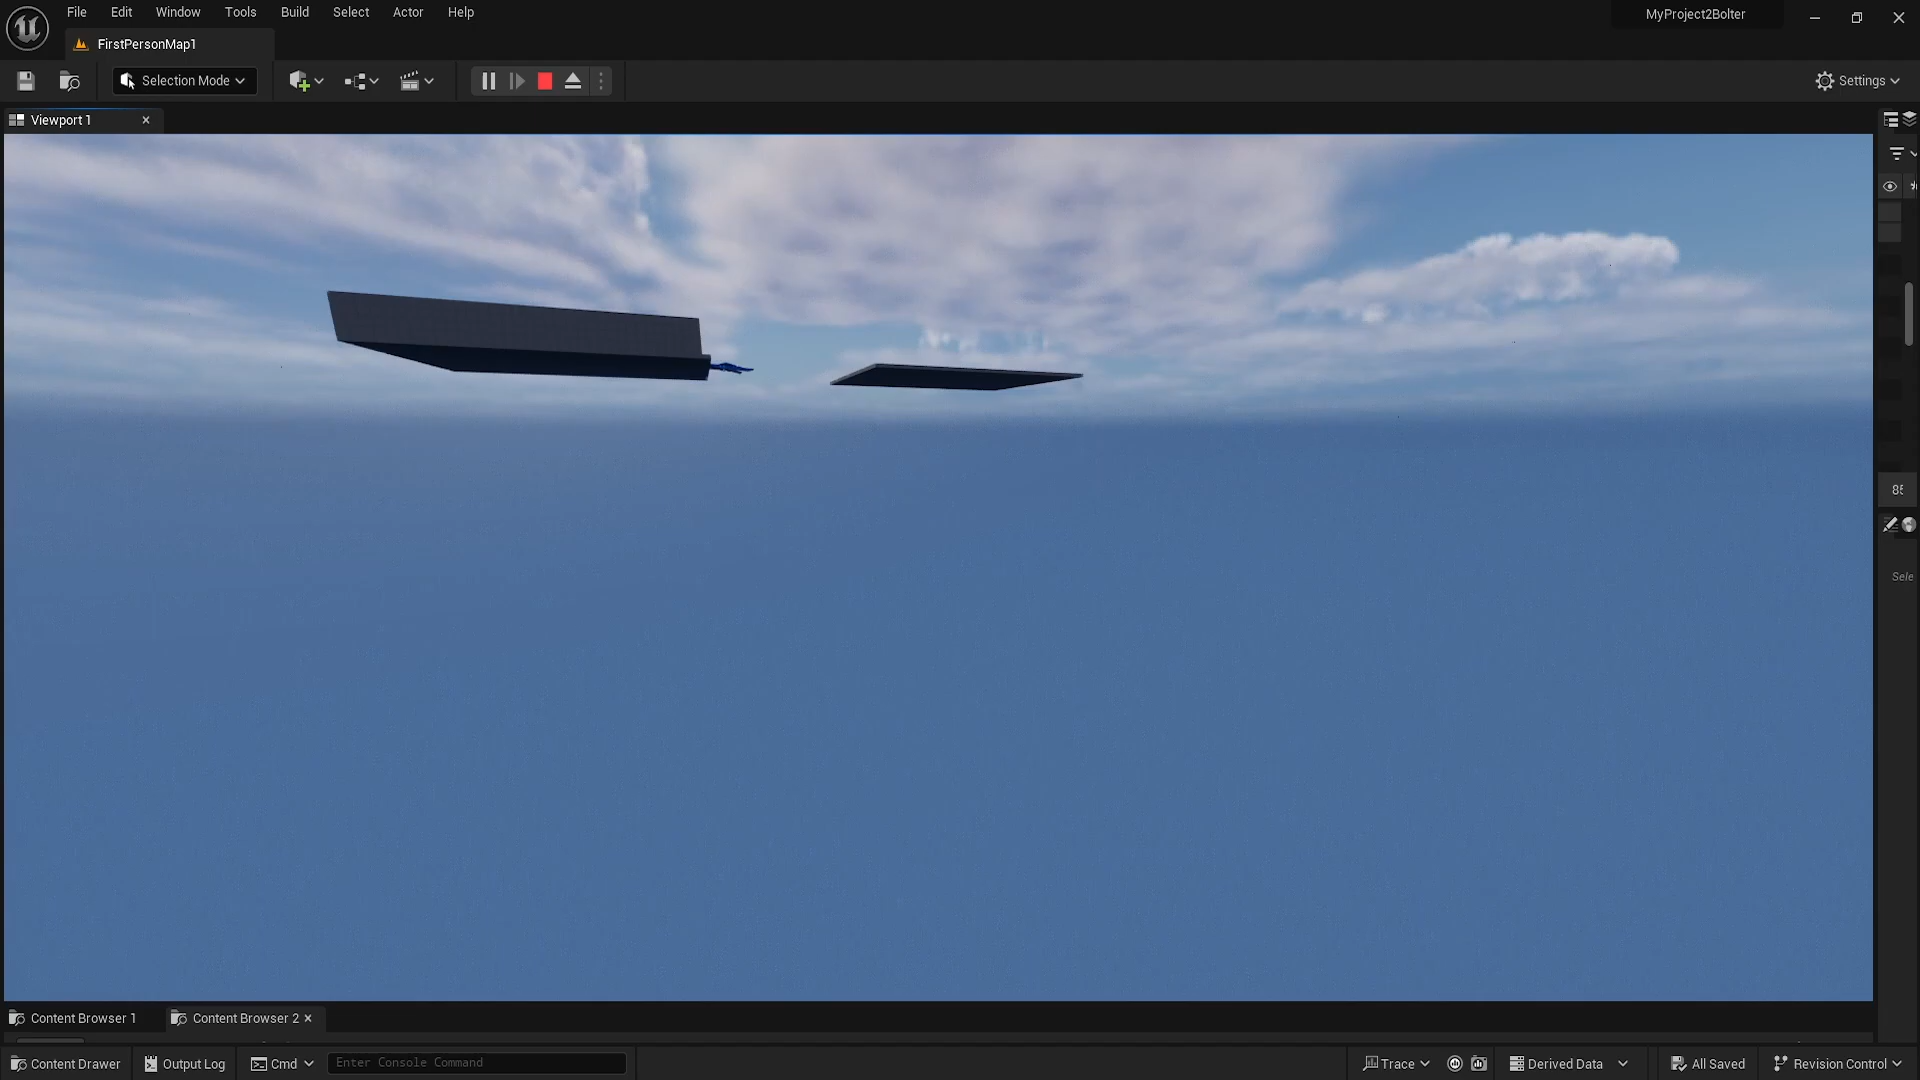 File Edit Window Tools Build Select Actor Help
MyProject2Bolter
FirstPersonMap1
Selection Mode
Settings
Viewport 1
Sele
Content Browser 1
Content Browser 2
Content Drawer
Output Log
Cmd
Enter Console Command
Trace
Derived Data
All Saved
Revision Control